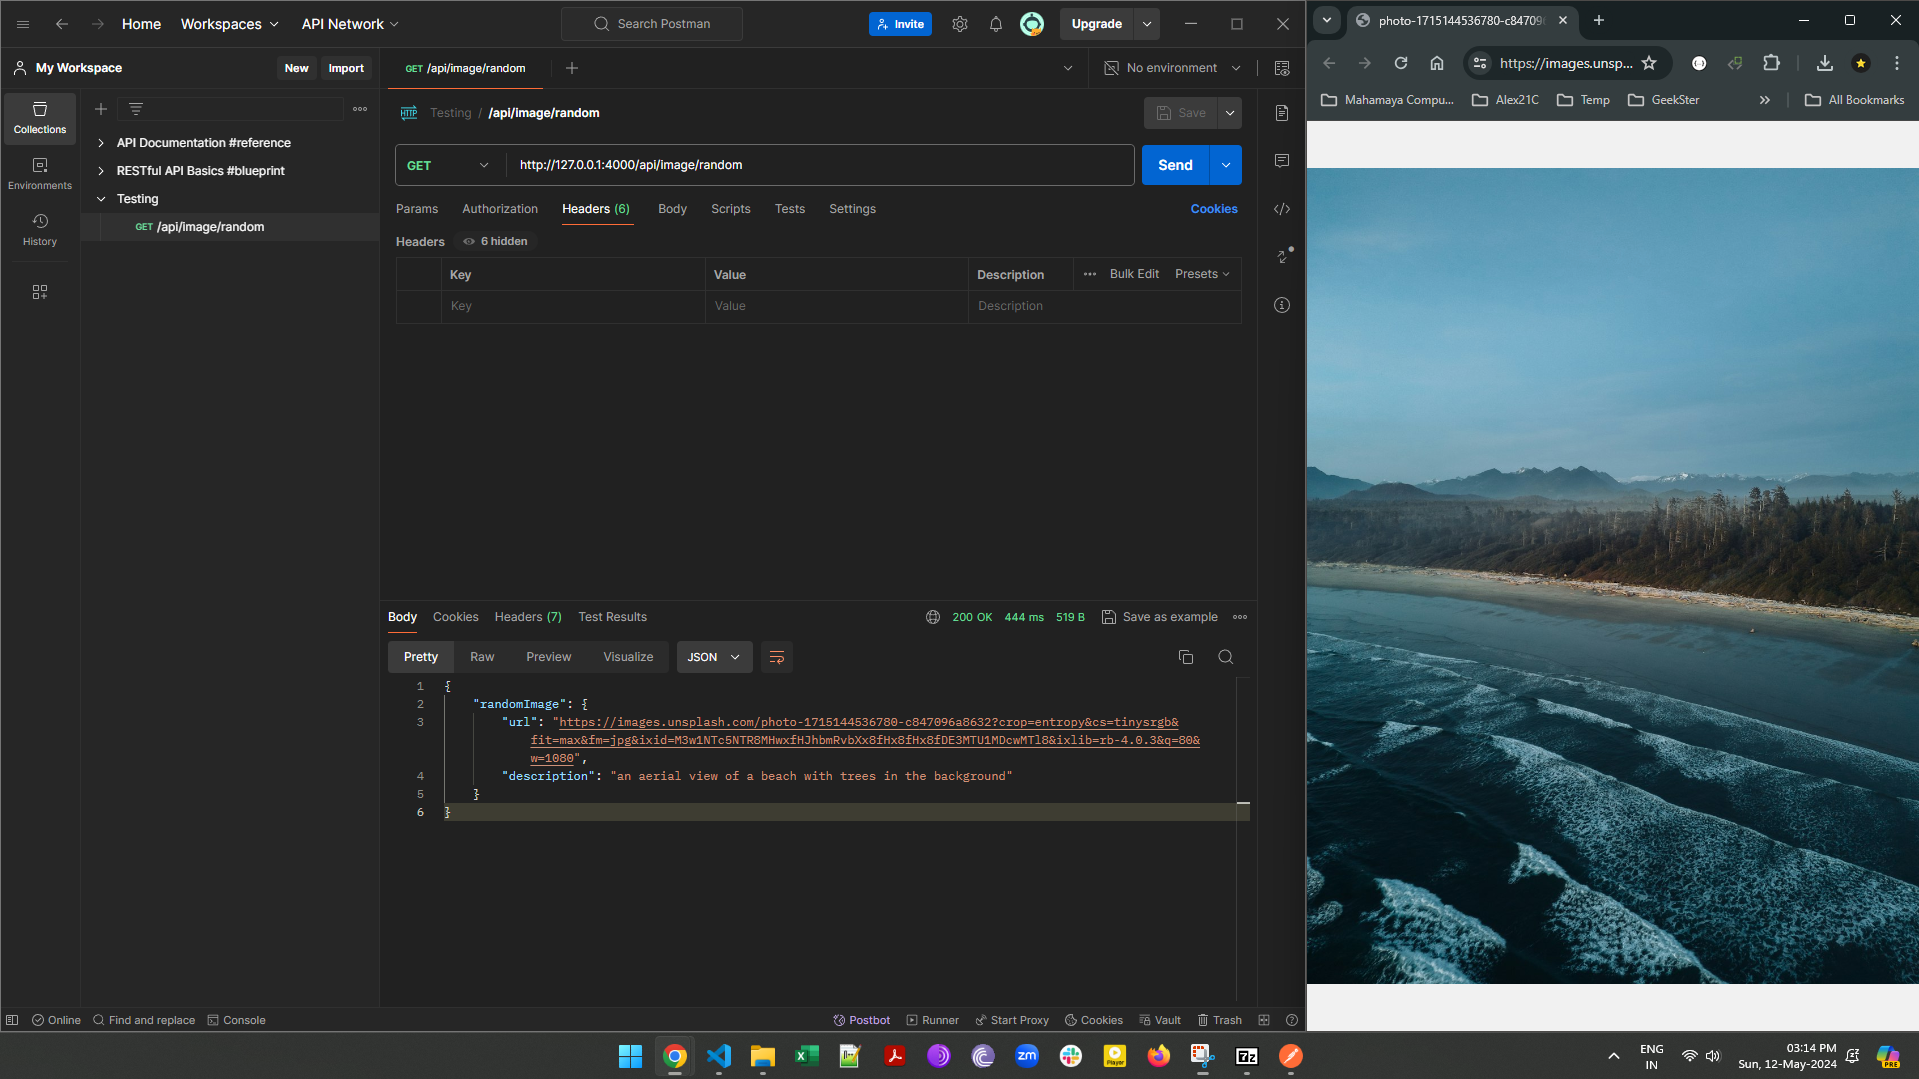 Home
Workspaces
API Network
Search Postman
Invite
Upgrade
photo-1715144536780-c84709
My Workspace
New
Import
GET /api/image/random
No environment
https://images.unsp...
Mahamaya Compu...
Alex21C
Temp
GeekSter
All Bookmarks
Collections
Environments
History
API Documentation #reference
RESTful API Basics #blueprint
Testing
GET /api/image/random
HTTP
Testing / /api/image/random
Save
GET
http://127.0.0.1:4000/api/image/random
Send
Params
Authorization
Headers (6)
Body
Scripts
Tests
Settings
Cookies
Headers
6 hidden
Key
Value
Description
Bulk Edit
Presets
Key
Value
Description
Body
Cookies
Headers (7)
Test Results
200 OK
444 ms
519 B
Save as example
Pretty
Raw
Preview
Visualize
JSON
1 {
2 "randomImage": {
3 "url": "https://images.unsplash.com/photo-1715144536780-c847096a8632?crop=entropy&cs=tinysrgb&
fit=max&fm=jpg&ixid=M3w1NTc5NTR8MHwxfHJhbmRvbXx8fHx8fHx8fDE3MTU1MDcwMTl8&ixlib=rb-4.0.3&q=80&
w=1080",
4 "description": "an aerial view of a beach with trees in the background"
5 }
6 }
Online
Find and replace
Console
Postbot
Runner
Start Proxy
Cookies
Vault
Trash
zm
Player
7z
ENG
IN
03:14 PM
Sun, 12-May-2024
PRE